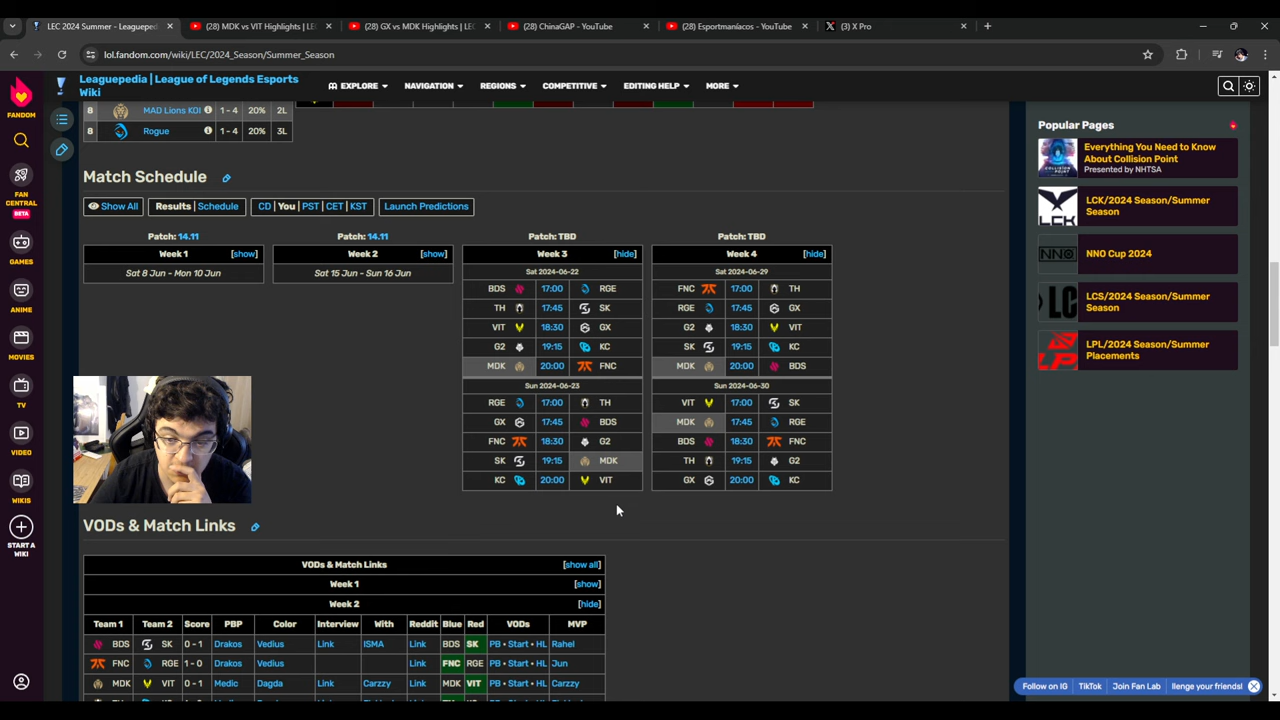 LEC 2024 Summer - Leaguepedi
(28) MDK vs VIT Highlights | LEC
(28) GX vs MDK Highlights | LEC
(28) ChinaGAP - YouTube
(28) Esportmaníacos - YouTube
(3) X Pro
lol.fandom.com/wiki/LEC/2024_Season/Summer_Season
FANDOM
FAN CENTRAL
BETA
GAMES
ANIME
MOVIES
TV
VIDEO
WIKIS
START A WIKI
Leaguepedia | League of Legends Esports
Wiki
EXPLORE NAVIGATION REGIONS COMPETITIVE EDITING HELP MORE
8 MAD Lions KOI 1 - 4 20% 2L
8 Rogue 1 - 4 20% 3L
Match Schedule
Show All Results | Schedule CD | You | PST | CET | KST Launch Predictions
Patch: 14.11
Week 1 [show]
Sat 8 Jun - Mon 10 Jun
Patch: 14.11
Week 2 [show]
Sat 15 Jun - Sun 16 Jun
Patch: TBD
Week 3 [hide]
Sat 2024-06-22
BDS 17:00 RGE
TH 17:45 SK
VIT 18:30 GX
G2 19:15 KC
MDK 20:00 FNC
Sun 2024-06-23
RGE 17:00 TH
GX 17:45 BDS
FNC 18:30 G2
SK 19:15 MDK
KC 20:00 VIT
Patch: TBD
Week 4 [hide]
Sat 2024-06-29
FNC 17:00 TH
RGE 17:45 GX
G2 18:30 VIT
SK 19:15 KC
MDK 20:00 BDS
Sun 2024-06-30
VIT 17:00 SK
MDK 17:45 RGE
BDS 18:30 FNC
TH 19:15 G2
GX 20:00 KC
VODs & Match Links
VODs & Match Links [show all]
Week 1 [show]
Week 2 [hide]
Team 1 Team 2 Score PBP Color Interview With Reddit Blue Red VODs MVP
BDS SK 0 - 1 Drakos Vedius Link ISMA Link BDS SK PB • Start • HL Rahel
FNC RGE 1 - 0 Drakos Vedius Link FNC RGE PB • Start • HL Jun
MDK VIT 0 - 1 Medic Dagda Link Carzzy Link MDK VIT PB • Start • HL Carzzy
Popular Pages
Everything You Need to Know
About Collision Point
Presented by NHTSA
LCK/2024 Season/Summer
Season
NNO Cup 2024
LCS/2024 Season/Summer
Season
LPL/2024 Season/Summer
Placements
Follow on IG TikTok Join Fan Lab llenge your friends!